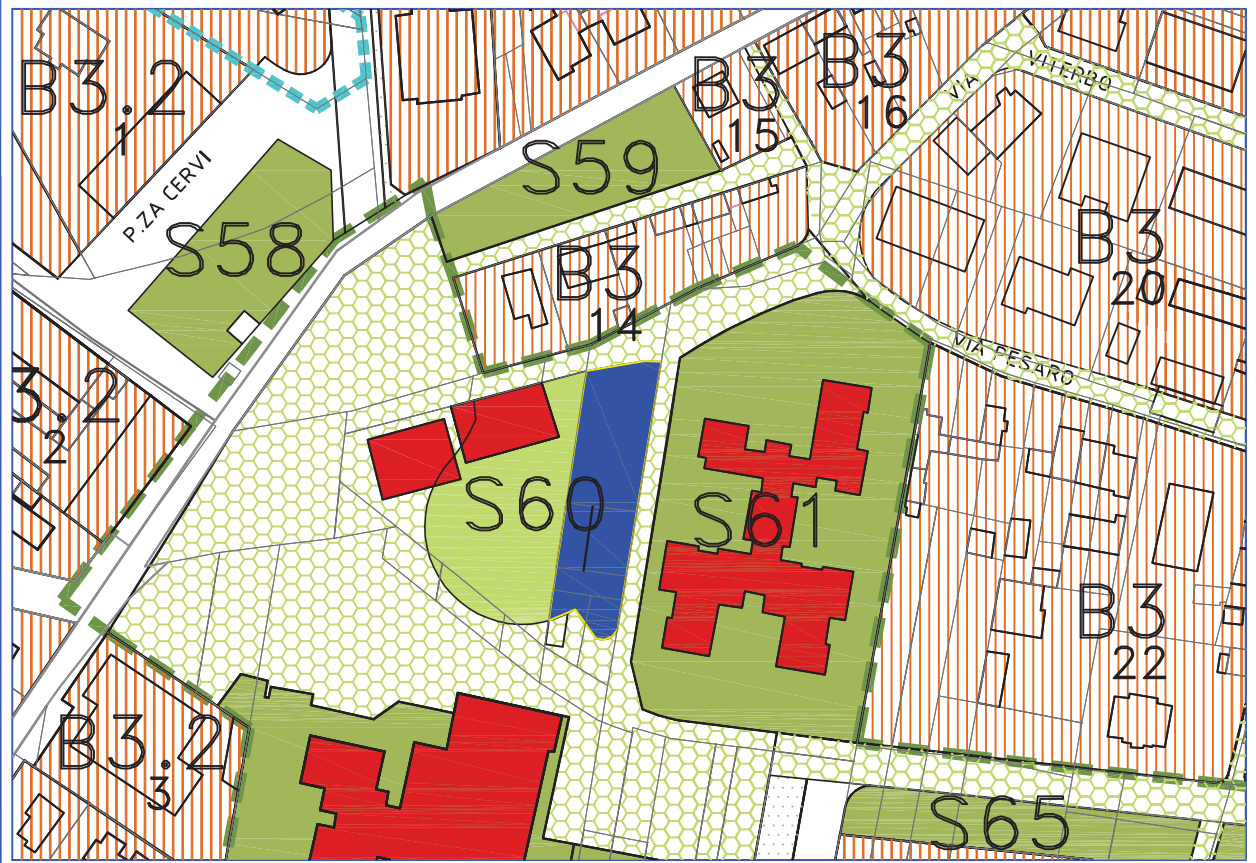 B3.2
1
P.ZA CERVI
S58
S59
B3
15
B3
16
VIA
VITERBO
B3
14
B3
20
VIA PESARO
3.2
2
S60
S61
B3
22
B3.2
3
S65